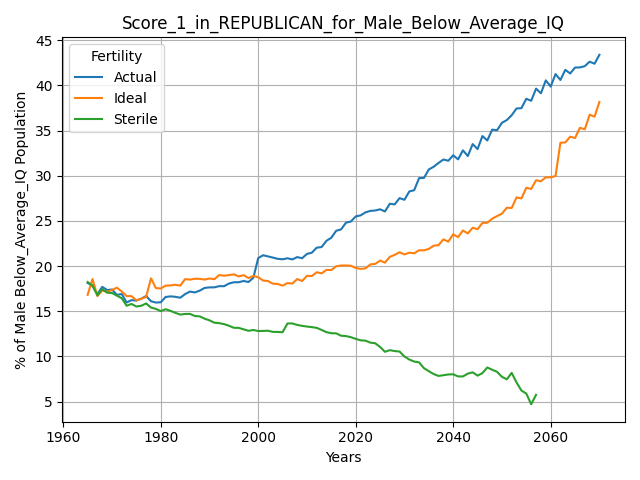 Score_1_in_REPUBLICAN_for_Male_Below_Average_IQ
Fertility
Actual
Ideal
Sterile
% of Male Below_Average_IQ Population
45
40
35
30
25
20
15
10
5
1960
1980
2000
2020
2040
2060
Years